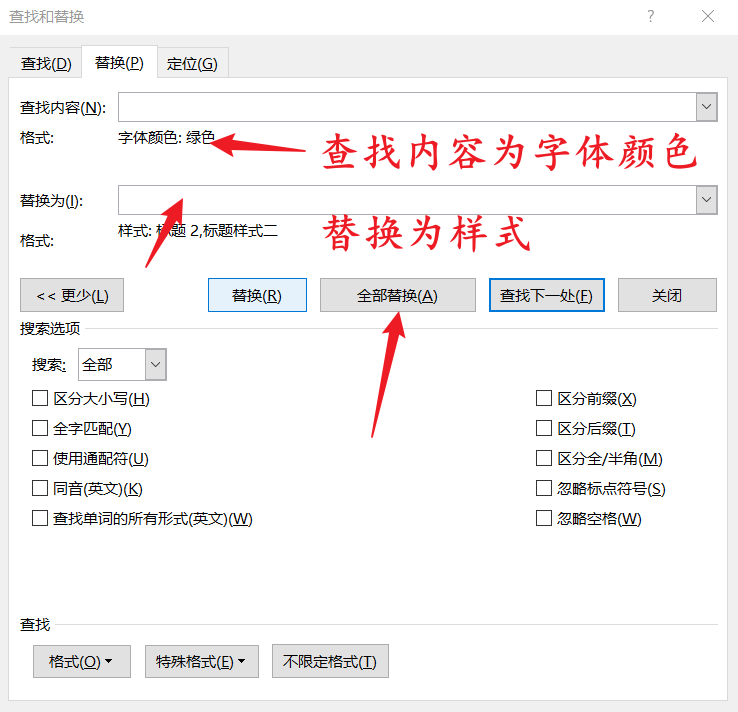 查找和替换
?
查找(D) 替换(P) 定位(G)
查找内容(N):
格式: 字体颜色: 绿色
查找内容为字体颜色
替换为(I):
替换为样式
格式: 样式: 标题 2,标题样式二
<< 更少(L) 替换(R) 全部替换(A) 查找下一处(F) 关闭
搜索选项
搜索: 全部
区分大小写(H) 区分前缀(X)
全字匹配(Y) 区分后缀(T)
使用通配符(U) 区分全/半角(M)
同音(英文)(K) 忽略标点符号(S)
查找单词的所有形式(英文)(W) 忽略空格(W)
查找
格式(O) 特殊格式(E) 不限定格式(T)